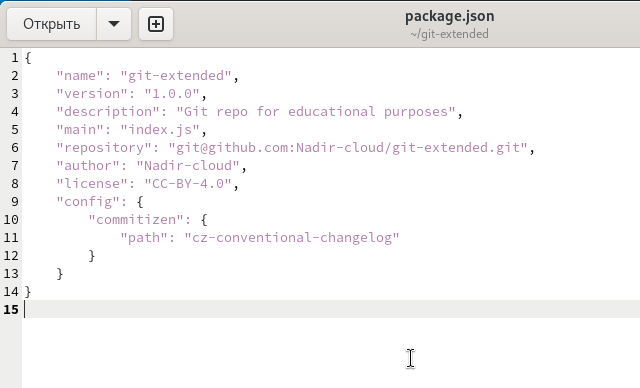 Открыть
package.json
~/git-extended
1 {
2     "name": "git-extended",
3     "version": "1.0.0",
4     "description": "Git repo for educational purposes",
5     "main": "index.js",
6     "repository": "git@github.com:Nadir-cloud/git-extended.git",
7     "author": "Nadir-cloud",
8     "license": "CC-BY-4.0",
9     "config": {
10         "commitizen": {
11             "path": "cz-conventional-changelog"
12         }
13     }
14 }
15